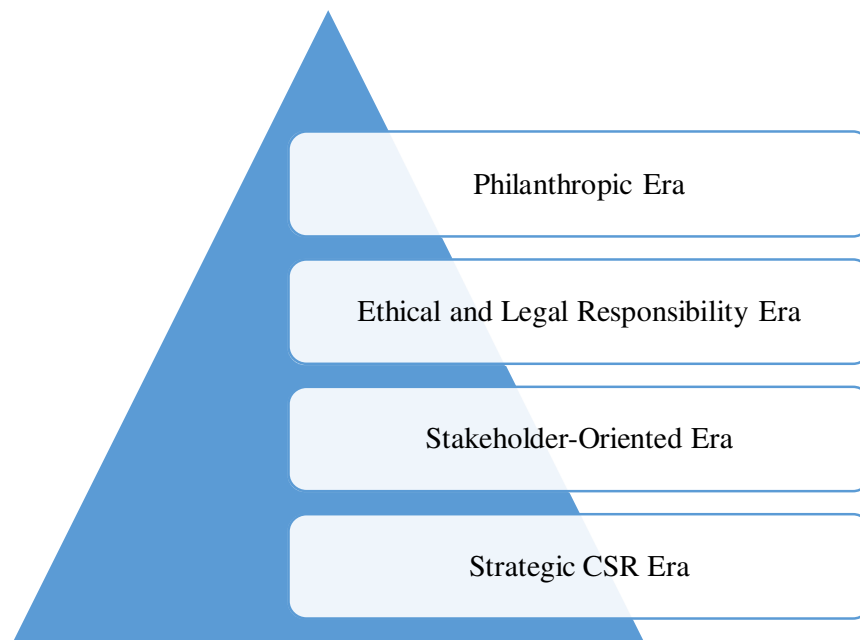 Philanthropic Era
Ethical and Legal Responsibility Era
Stakeholder-Oriented Era
Strategic CSR Era